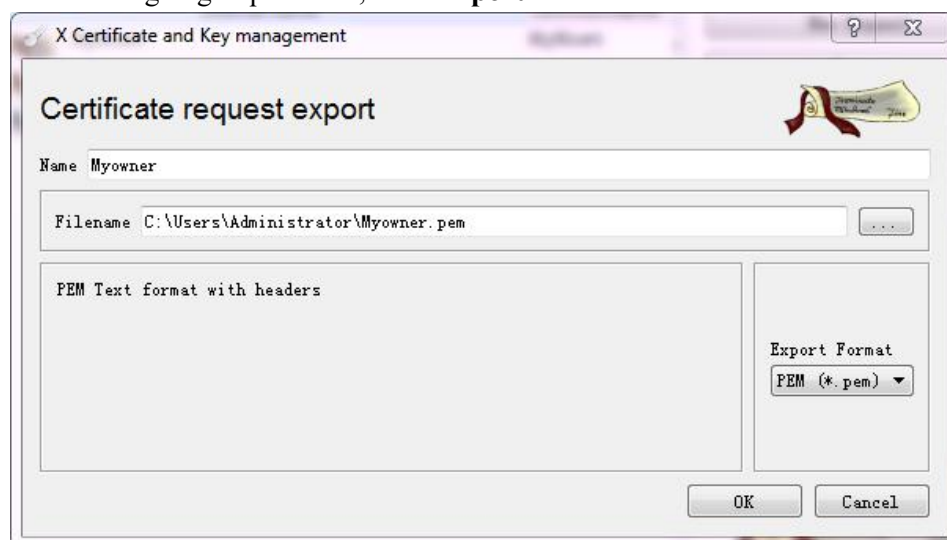 X Certificate and Key management
Certificate request export
Name Myowner
Filename C:\Users\Administrator\Myowner.pem ...
PEM Text format with headers
Export Format
PEM (*.pem)
OK Cancel